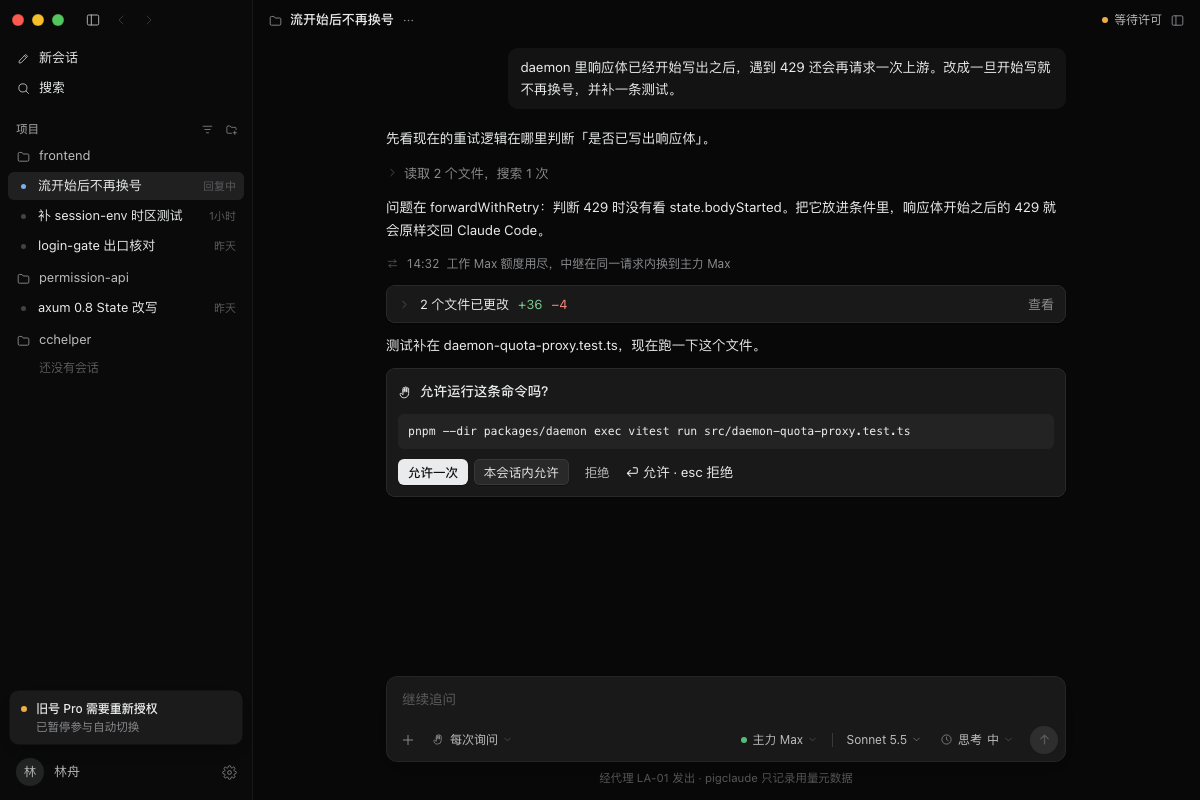 新会话
搜索
项目
frontend
流开始后不再换号 回复中
补 session-env 时区测试 1小时
login-gate 出口核对 昨天
permission-api
axum 0.8 State 改写 昨天
cchelper
还没有会话
旧号 Pro 需要重新授权
已暂停参与自动切换
林 林舟
流开始后不再换号 ···
等待许可
daemon 里响应体已经开始写出之后，遇到 429 还会再请求一次上游。改成一旦开始写就
不再换号，并补一条测试。
先看现在的重试逻辑在哪里判断「是否已写出响应体」。
读取 2 个文件，搜索 1 次
问题在 forwardWithRetry：判断 429 时没有看 state.bodyStarted。把它放进条件里，响应体开始之后的 429 就
会原样交回 Claude Code。
14:32 工作 Max 额度用尽，中继在同一请求内换到主力 Max
2 个文件已更改 +36 −4 查看
测试补在 daemon-quota-proxy.test.ts，现在跑一下这个文件。
允许运行这条命令吗?
pnpm --dir packages/daemon exec vitest run src/daemon-quota-proxy.test.ts
允许一次 本会话内允许 拒绝 ↵ 允许 · esc 拒绝
继续追问
每次询问 主力 Max Sonnet 5.5 思考 中
经代理 LA-01 发出 · pigclaude 只记录用量元数据